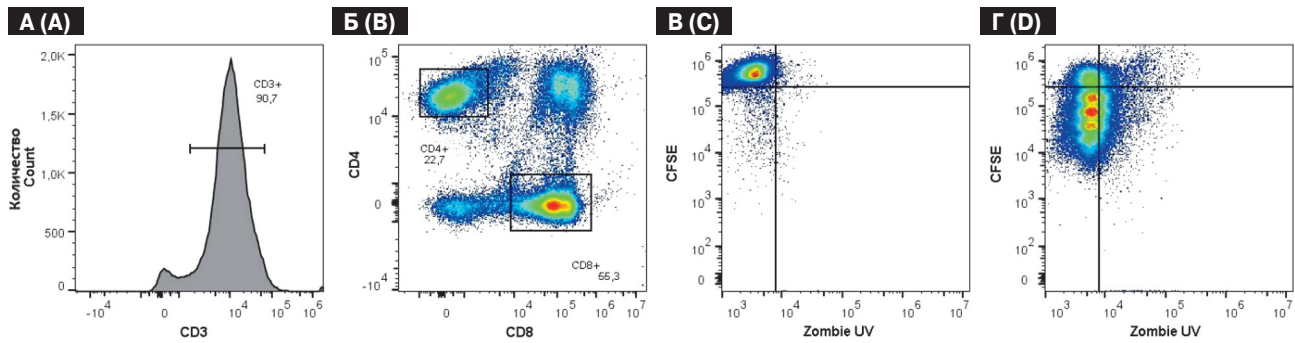 А (A)
Количество
Count
2,0K
1,5K
1,0K
500
0
CD3+
90,7
-10⁴
0
10⁴
10⁵
10⁶
CD3
Б (B)
CD4
10⁵
10⁴
0
-10⁴
CD4+
22,7
CD8+
55,3
0
10⁴
10⁵
10⁶
10⁷
CD8
В (C)
CFSE
10⁶
10⁵
10⁴
10³
10²
0
10³
10⁴
10⁵
10⁶
10⁷
Zombie UV
Г (D)
CFSE
10⁶
10⁵
10⁴
10³
10²
0
10³
10⁴
10⁵
10⁶
10⁷
Zombie UV